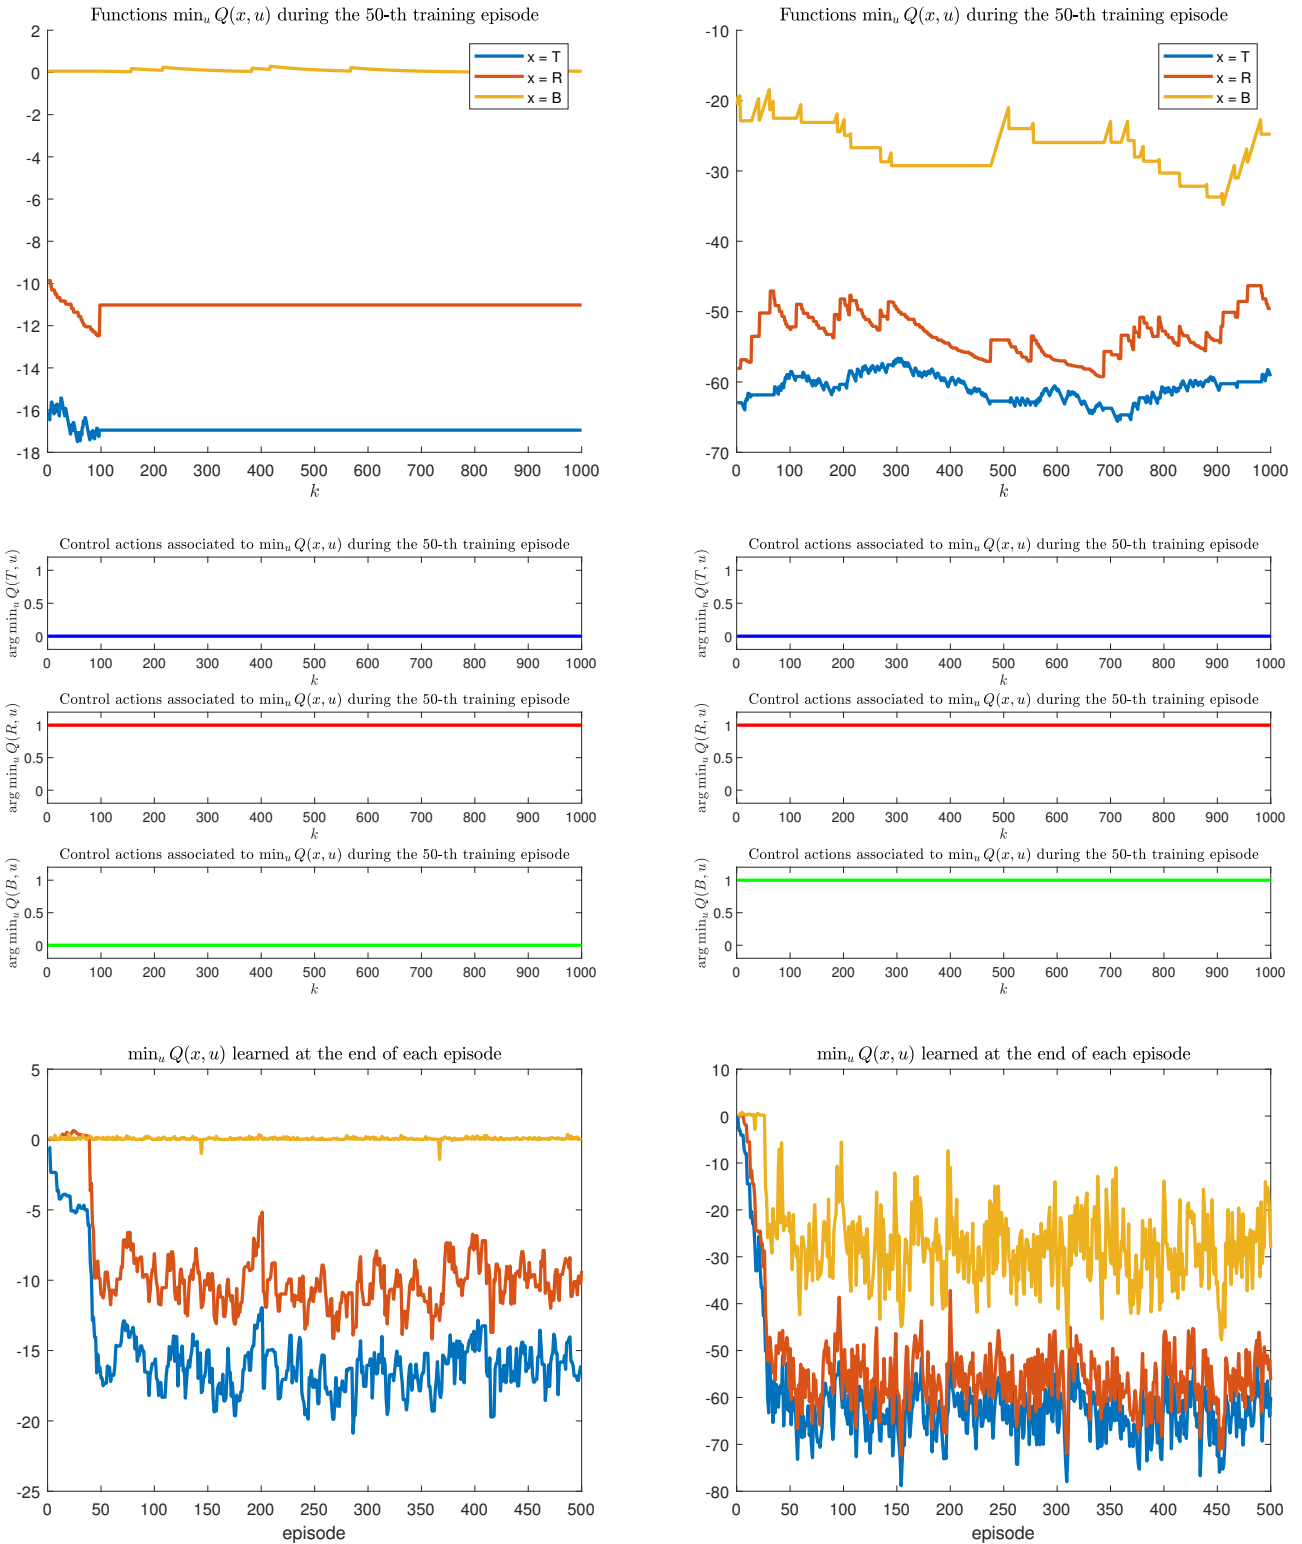 Functions min_u Q(x, u) during the 50-th training episode
2
0
-2
-4
-6
-8
-10
-12
-14
-16
-18
0 100 200 300 400 500 600 700 800 900 1000
k
x = T
x = R
x = B
Functions min_u Q(x, u) during the 50-th training episode
-10
-20
-30
-40
-50
-60
-70
0 100 200 300 400 500 600 700 800 900 1000
k
x = T
x = R
x = B
Control actions associated to min_u Q(x, u) during the 50-th training episode
arg min_u Q(T, u)
1
0.5
0
0 100 200 300 400 500 600 700 800 900 1000
k
Control actions associated to min_u Q(x, u) during the 50-th training episode
arg min_u Q(T, u)
1
0.5
0
0 100 200 300 400 500 600 700 800 900 1000
k
Control actions associated to min_u Q(x, u) during the 50-th training episode
arg min_u Q(R, u)
1
0.5
0
0 100 200 300 400 500 600 700 800 900 1000
k
Control actions associated to min_u Q(x, u) during the 50-th training episode
arg min_u Q(R, u)
1
0.5
0
0 100 200 300 400 500 600 700 800 900 1000
k
Control actions associated to min_u Q(x, u) during the 50-th training episode
arg min_u Q(B, u)
1
0.5
0
0 100 200 300 400 500 600 700 800 900 1000
k
Control actions associated to min_u Q(x, u) during the 50-th training episode
arg min_u Q(B, u)
1
0.5
0
0 100 200 300 400 500 600 700 800 900 1000
k
min_u Q(x, u) learned at the end of each episode
5
0
-5
-10
-15
-20
-25
0 50 100 150 200 250 300 350 400 450 500
episode
min_u Q(x, u) learned at the end of each episode
10
0
-10
-20
-30
-40
-50
-60
-70
-80
0 50 100 150 200 250 300 350 400 450 500
episode